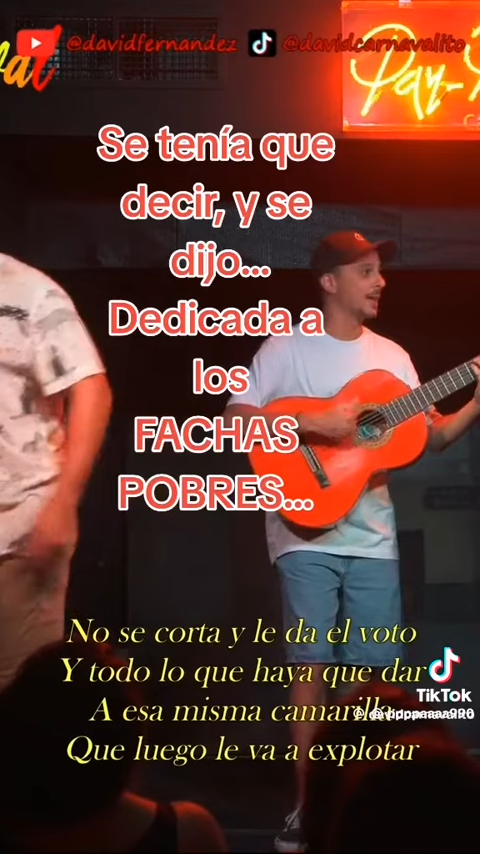 @davidfernandez @davidcarnavalito
Pay-
Se tenía que
decir, y se
dijo...
Dedicada a
los
FACHAS
POBRES...
No se corta y le da el voto
Y todo lo que haya que dar
A esa misma camarilla
Que luego le va a explotar
TikTok